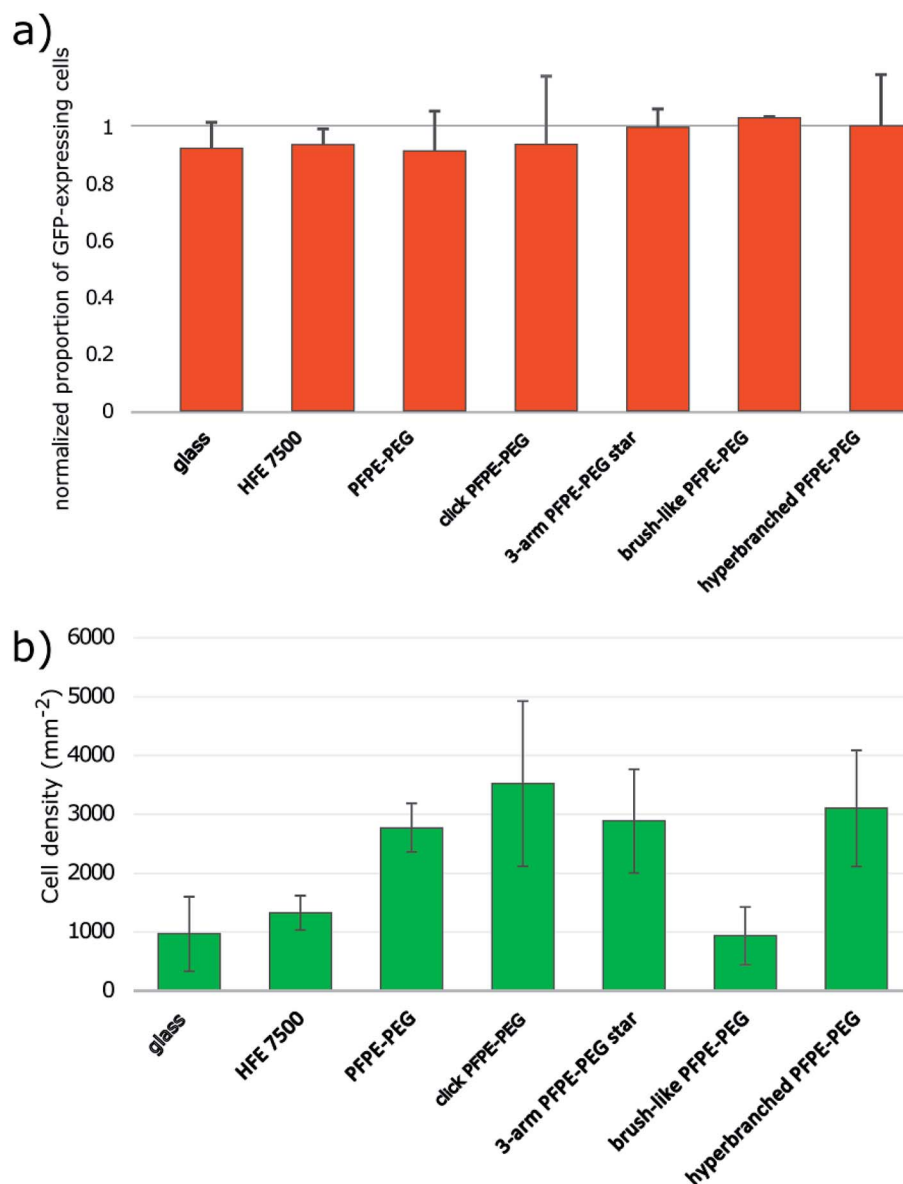 a)
normalized proportion of GFP-expressing cells
1
0.8
0.6
0.4
0.2
0
glass
HFE 7500
PFPE-PEG
click PFPE-PEG
3-arm PFPE-PEG star
brush-like PFPE-PEG
hyperbranched PFPE-PEG
b)
Cell density (mm⁻²)
6000
5000
4000
3000
2000
1000
0
glass
HFE 7500
PFPE-PEG
click PFPE-PEG
3-arm PFPE-PEG star
brush-like PFPE-PEG
hyperbranched PFPE-PEG